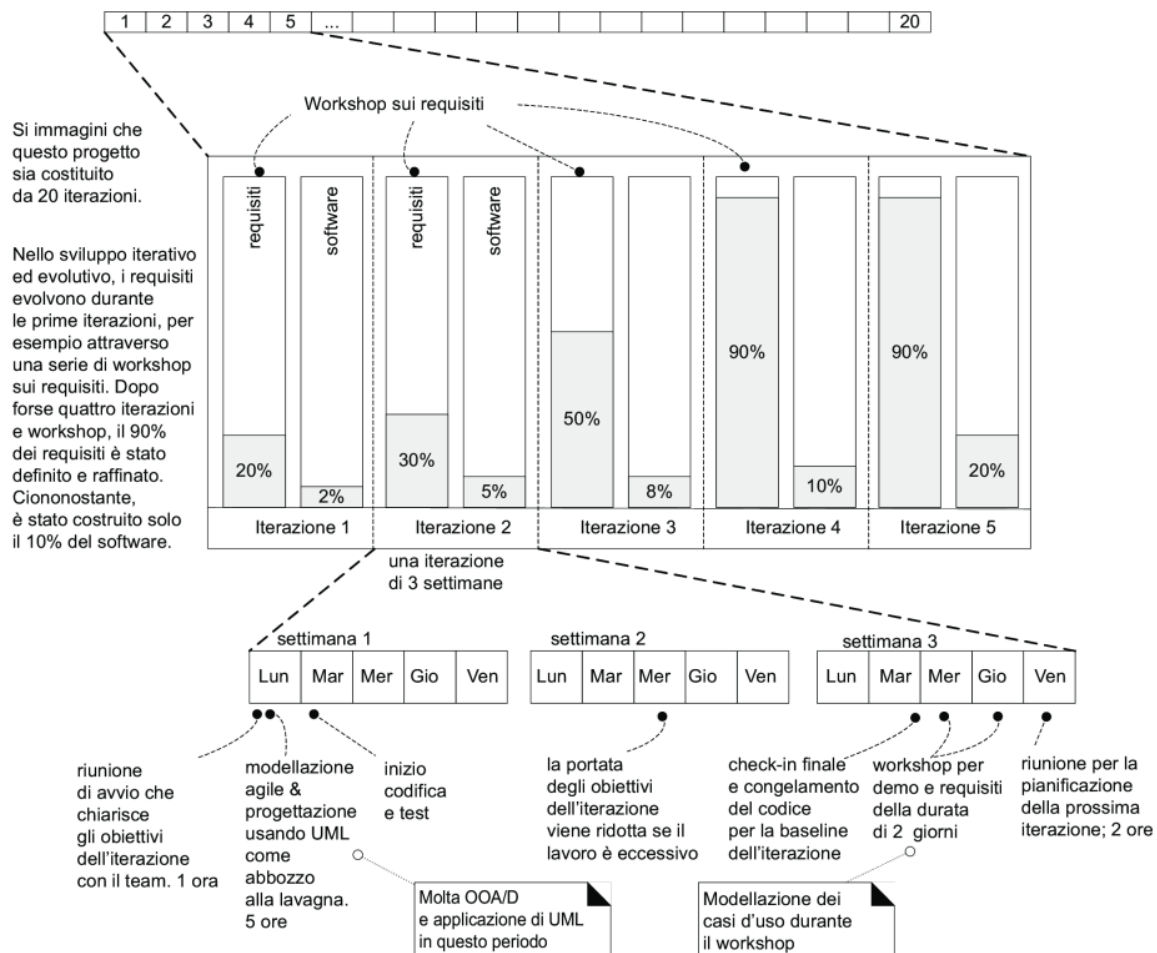 1 2 3 4 5 ... 20
Workshop sui requisiti
Si immagini che
questo progetto
sia costituito
da 20 iterazioni.
Nello sviluppo iterativo
ed evolutivo, i requisiti
evolvono durante
le prime iterazioni, per
esempio attraverso
una serie di workshop
sui requisiti. Dopo
forse quattro iterazioni
e workshop, il 90%
dei requisiti è stato
definito e raffinato.
Ciononostante,
è stato costruito solo
il 10% del software.
requisiti
software
requisiti
software
20%
2%
30%
5%
50%
8%
90%
10%
90%
20%
Iterazione 1
Iterazione 2
Iterazione 3
Iterazione 4
Iterazione 5
una iterazione
di 3 settimane
settimana 1
Lun Mar Mer Gio Ven
settimana 2
Lun Mar Mer Gio Ven
settimana 3
Lun Mar Mer Gio Ven
riunione
di avvio che
chiarisce
gli obiettivi
dell'iterazione
con il team. 1 ora
modellazione
agile &
progettazione
usando UML
come
abbozzo
alla lavagna.
5 ore
inizio
codifica
e test
la portata
degli obiettivi
dell'iterazione
viene ridotta se il
lavoro è eccessivo
check-in finale
e congelamento
del codice
per la baseline
dell'iterazione
workshop per
demo e requisiti
della durata
di 2 giorni
riunione per la
pianificazione
della prossima
iterazione; 2 ore
Molta OOA/D
e applicazione di UML
in questo periodo
Modellazione dei
casi d'uso durante
il workshop